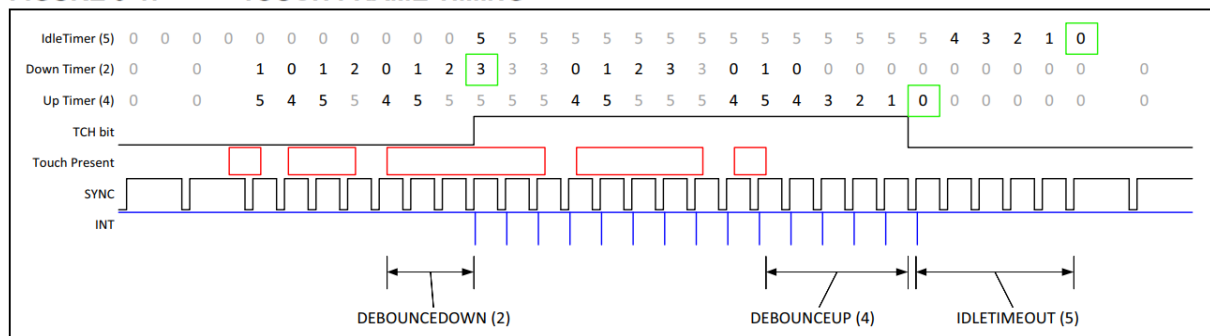 IdleTimer (5) 0 0 0 0 0 0 0 0 0 0 0 5 5 5 5 5 5 5 5 5 5 5 5 5 5 5 4 3 2 1 0
Down Timer (2) 0 0 1 0 1 2 0 1 2 3 3 3 0 1 2 3 3 0 1 0 0 0 0 0 0 0 0 0 0 0
Up Timer (4) 0 0 5 4 5 5 4 5 5 5 5 5 4 5 5 5 5 4 5 4 3 2 1 0 0 0 0 0 0 0
TCH bit
Touch Present
SYNC
INT
DEBOUNCEDOWN (2) DEBOUNCEUP (4) IDLETIMEOUT (5)